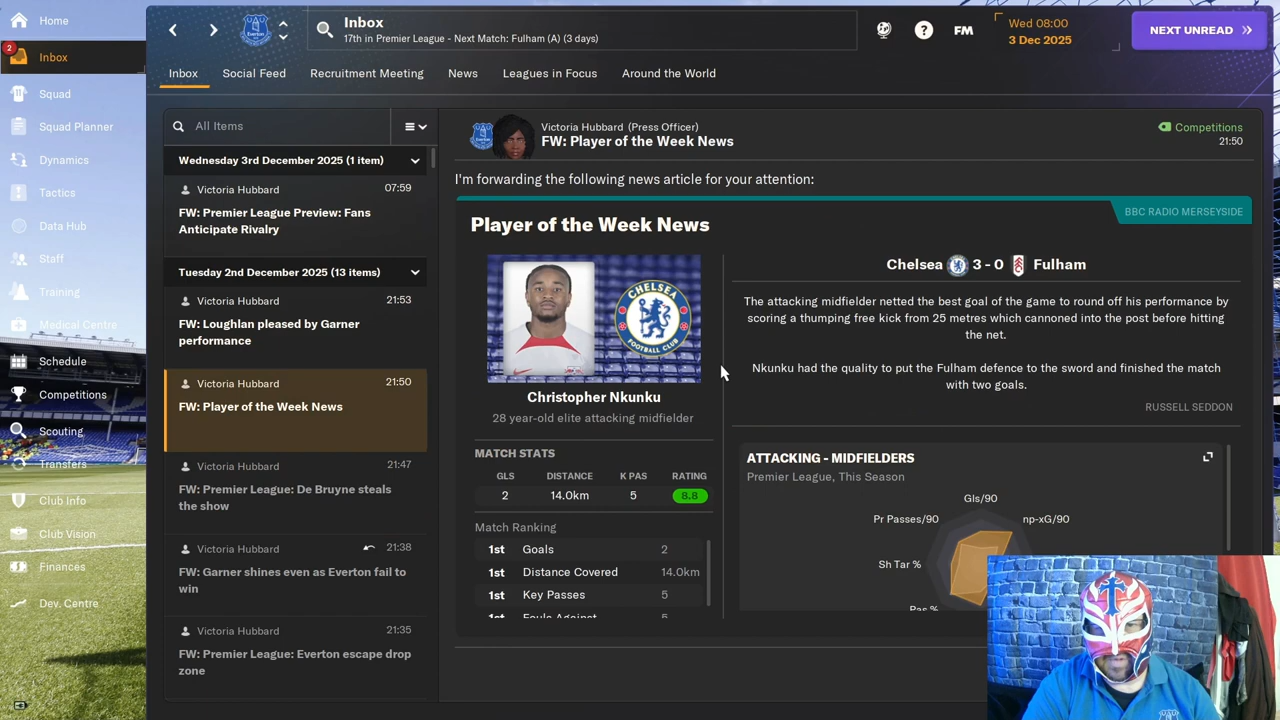 Home
2
Inbox
Squad
Squad Planner
Dynamics
Tactics
Data Hub
Staff
Training
Medical Centre
Schedule
Competitions
Scouting
Transfers
Club Info
Club Vision
Finances
Dev. Centre
Inbox
17th in Premier League - Next Match: Fulham (A) (3 days)
?
FM
Wed 08:00
3 Dec 2025
NEXT UNREAD
Inbox
Social Feed
Recruitment Meeting
News
Leagues in Focus
Around the World
All Items
Wednesday 3rd December 2025 (1 item)
Victoria Hubbard
07:59
FW: Premier League Preview: Fans
Anticipate Rivalry
Tuesday 2nd December 2025 (13 items)
Victoria Hubbard
21:53
FW: Loughlan pleased by Garner
performance
Victoria Hubbard
21:50
FW: Player of the Week News
Victoria Hubbard
21:47
FW: Premier League: De Bruyne steals
the show
Victoria Hubbard
21:38
FW: Garner shines even as Everton fail to
win
Victoria Hubbard
21:35
FW: Premier League: Everton escape drop
zone
Victoria Hubbard (Press Officer)
FW: Player of the Week News
Competitions
21:50
I'm forwarding the following news article for your attention:
BBC RADIO MERSEYSIDE
Player of the Week News
CHELSEA
FOOTBALL CLUB
Christopher Nkunku
28 year-old elite attacking midfielder
MATCH STATS
GLS DISTANCE K PAS RATING
2 14.0km 5 8.8
Match Ranking
1st Goals 2
1st Distance Covered 14.0km
1st Key Passes 5
1st Fouls Against 5
Chelsea 3 - 0 Fulham
The attacking midfielder netted the best goal of the game to round off his performance by
scoring a thumping free kick from 25 metres which cannoned into the post before hitting
the net.
Nkunku had the quality to put the Fulham defence to the sword and finished the match
with two goals.
RUSSELL SEDDON
ATTACKING - MIDFIELDERS
Premier League, This Season
Gls/90
Pr Passes/90
np-xG/90
Sh Tar %
Pas %